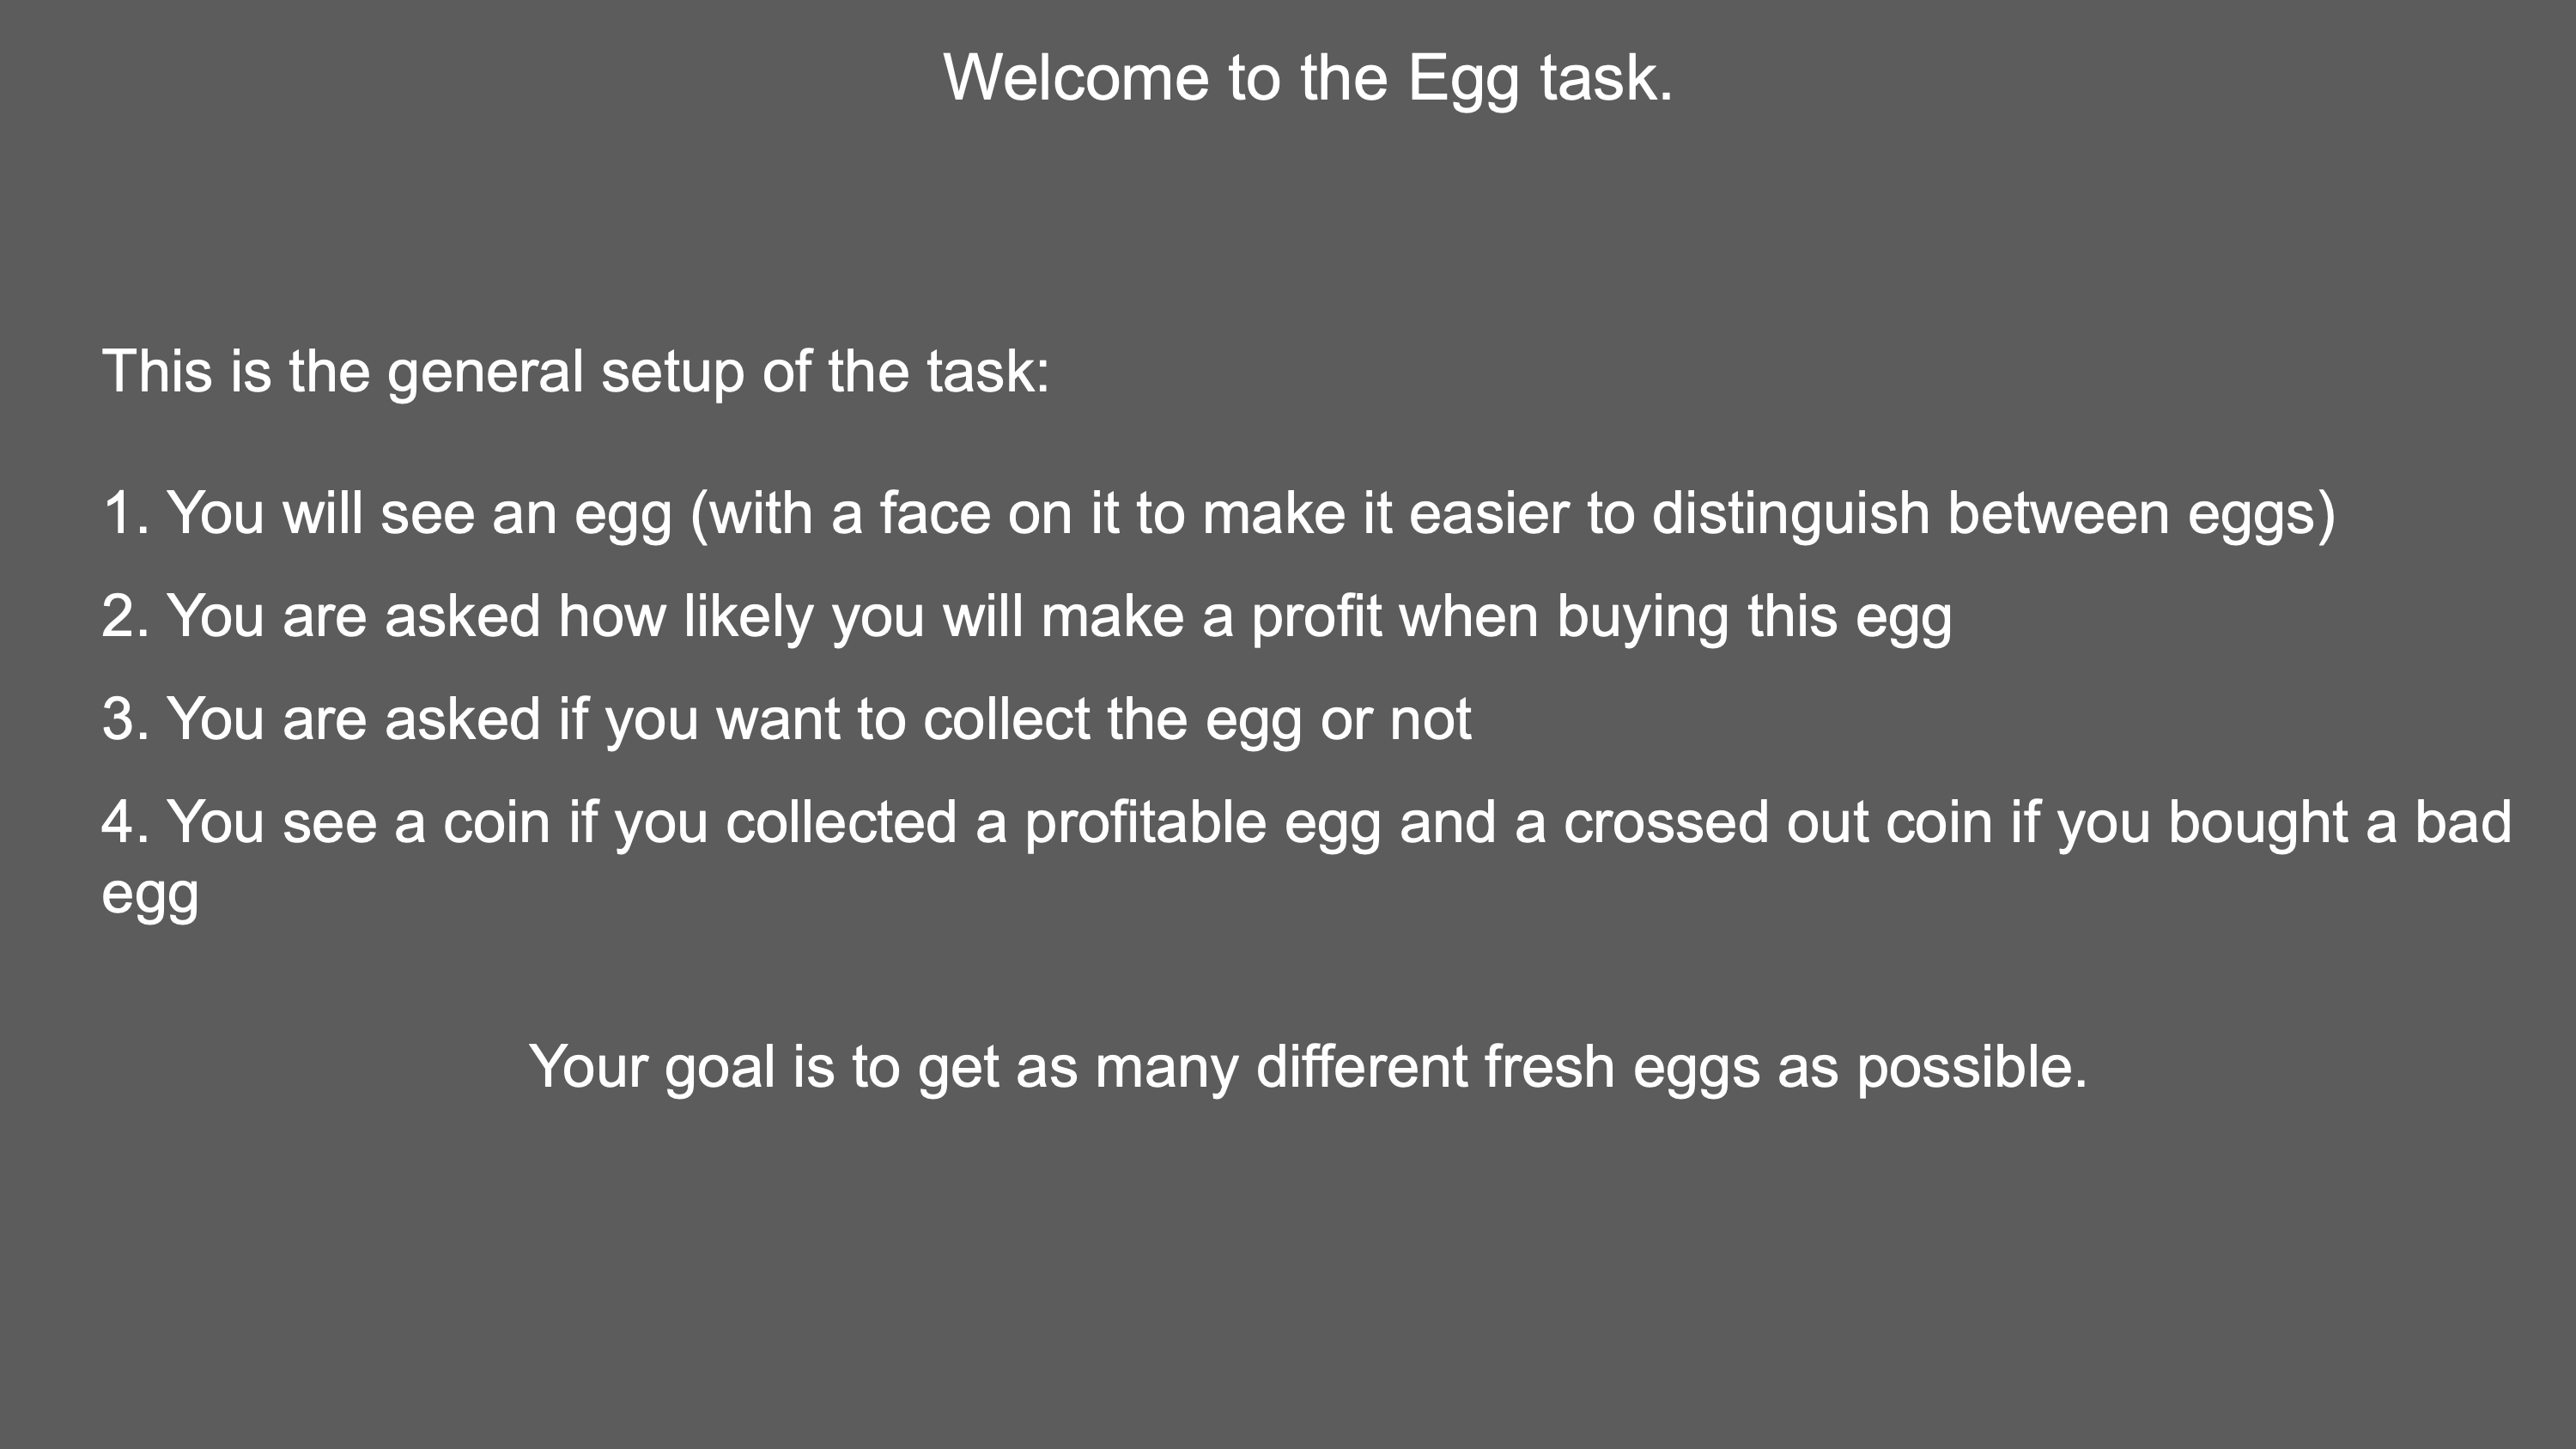 Welcome to the Egg task.
This is the general setup of the task:
1. You will see an egg (with a face on it to make it easier to distinguish between eggs)
2. You are asked how likely you will make a profit when buying this egg
3. You are asked if you want to collect the egg or not
4. You see a coin if you collected a profitable egg and a crossed out coin if you bought a bad
egg
Your goal is to get as many different fresh eggs as possible.